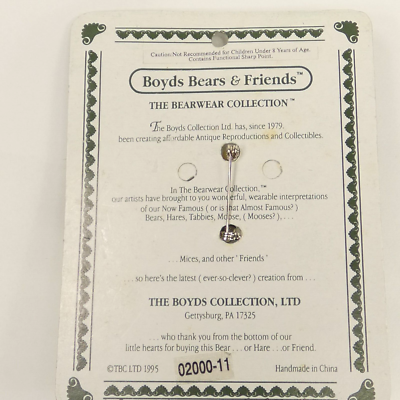 Caution: Not Recommended for Children Under 8 Years of Age.
Contains Functional Sharp Point.
Boyds Bears & Friends™
THE BEARWEAR COLLECTION™
The Boyds Collection Ltd. has, since 1979,
been creating affordable Antique Reproductions and Collectibles.
In The Bearwear Collection,™
our artists have brought to you wonderful, wearable interpretations
of our Now Famous ( or is that Almost Famous? )
Bears, Hares, Tabbies, Moose, ( Mooses? ), . . .
. . . Mices, and other ' Friends '
. . . so here's the latest ( ever-so-clever? ) creation from . . .
THE BOYDS COLLECTION, LTD
Gettysburg, PA 17325
. . . who thank you from the bottom of our
little hearts for buying this Bear . . . or Hare . . .or Friend.
©TBC LTD 1995 02000-11 Handmade in China